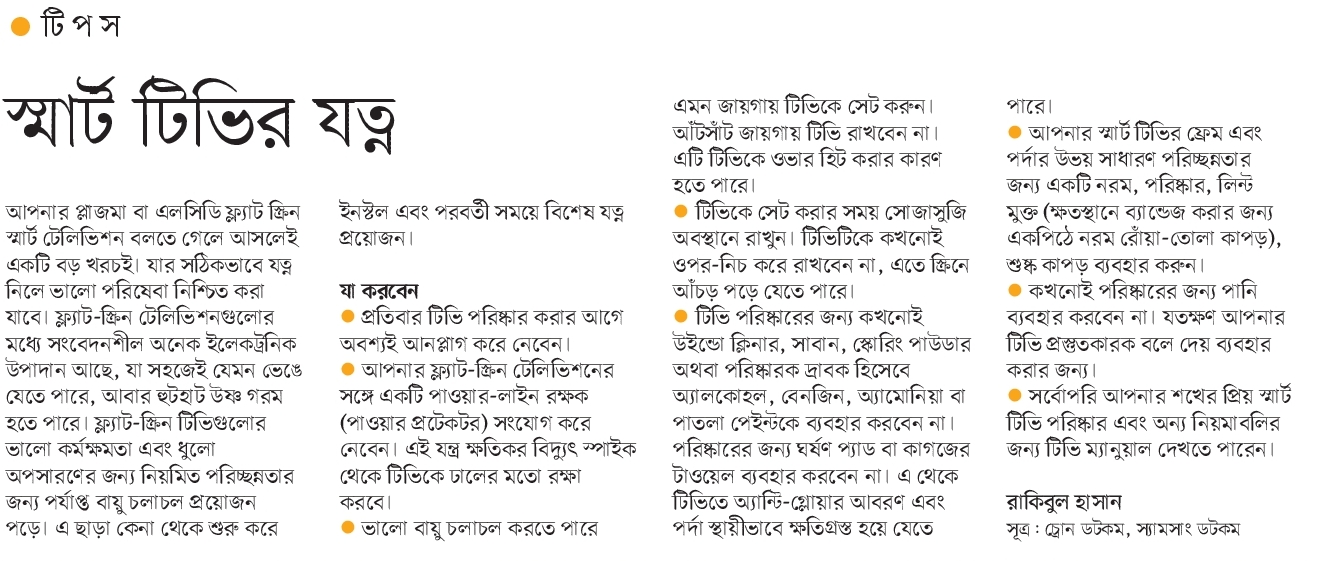 টি প স
স্মার্ট টিভির যত্ন
আপনার প্লাজমা বা এলসিডি ফ্ল্যাট স্ক্রিন
স্মার্ট টেলিভিশন বলতে গেলে আসলেই
একটি বড় খরচই। যার সঠিকভাবে যত্ন
নিলে ভালো পরিষেবা নিশ্চিত করা
যাবে। ফ্ল্যাট-স্ক্রিন টেলিভিশনগুলোর
মধ্যে সংবেদনশীল অনেক ইলেকট্রনিক
উপাদান আছে, যা সহজেই যেমন ভেঙে
যেতে পারে, আবার হুটহাট উষ্ণ গরম
হতে পারে। ফ্ল্যাট-স্ক্রিন টিভিগুলোর
ভালো কর্মক্ষমতা এবং ধুলো
অপসারণের জন্য নিয়মিত পরিচ্ছন্নতার
জন্য পর্যাপ্ত বায়ু চলাচল প্রয়োজন
পড়ে। এ ছাড়া কেনা থেকে শুরু করে
ইনস্টল এবং পরবর্তী সময়ে বিশেষ যত্ন
প্রয়োজন।
যা করবেন
● প্রতিবার টিভি পরিষ্কার করার আগে
অবশ্যই আনপ্লাগ করে নেবেন।
● আপনার ফ্ল্যাট-স্ক্রিন টেলিভিশনের
সঙ্গে একটি পাওয়ার-লাইন রক্ষক
(পাওয়ার প্রটেকটর) সংযোগ করে
নেবেন। এই যন্ত্র ক্ষতিকর বিদ্যুৎ স্পাইক
থেকে টিভিকে ঢালের মতো রক্ষা
করবে।
● ভালো বায়ু চলাচল করতে পারে
এমন জায়গায় টিভিকে সেট করুন।
আঁটসাঁট জায়গায় টিভি রাখবেন না।
এটি টিভিকে ওভার হিট করার কারণ
হতে পারে।
● টিভিকে সেট করার সময় সোজাসুজি
অবস্থানে রাখুন। টিভিটিকে কখনোই
ওপর-নিচ করে রাখবেন না, এতে স্ক্রিনে
আঁচড় পড়ে যেতে পারে।
● টিভি পরিষ্কারের জন্য কখনোই
উইন্ডো ক্লিনার, সাবান, স্কোরিং পাউডার
অথবা পরিষ্কারক দ্রাবক হিসেবে
অ্যালকোহল, বেনজিন, অ্যামোনিয়া বা
পাতলা পেইন্টকে ব্যবহার করবেন না।
পরিষ্কারের জন্য ঘর্ষণ প্যাড বা কাগজের
টাওয়েল ব্যবহার করবেন না। এ থেকে
টিভিতে অ্যান্টি-গ্লোয়ার আবরণ এবং
পর্দা স্থায়ীভাবে ক্ষতিগ্রস্ত হয়ে যেতে
পারে।
● আপনার স্মার্ট টিভির ফ্রেম এবং
পর্দার উভয় সাধারণ পরিচ্ছন্নতার
জন্য একটি নরম, পরিষ্কার, লিন্ট
মুক্ত (ক্ষতস্থানে ব্যান্ডেজ করার জন্য
একপিঠে নরম রোঁয়া-তোলা কাপড়),
শুষ্ক কাপড় ব্যবহার করুন।
● কখনোই পরিষ্কারের জন্য পানি
ব্যবহার করবেন না। যতক্ষণ আপনার
টিভি প্রস্তুতকারক বলে দেয় ব্যবহার
করার জন্য।
● সর্বোপরি আপনার শখের প্রিয় স্মার্ট
টিভি পরিষ্কার এবং অন্য নিয়মাবলির
জন্য টিভি ম্যানুয়াল দেখতে পারেন।
রাকিবুল হাসান
সূত্র : ড্রোন ডটকম, স্যামসাং ডটকম